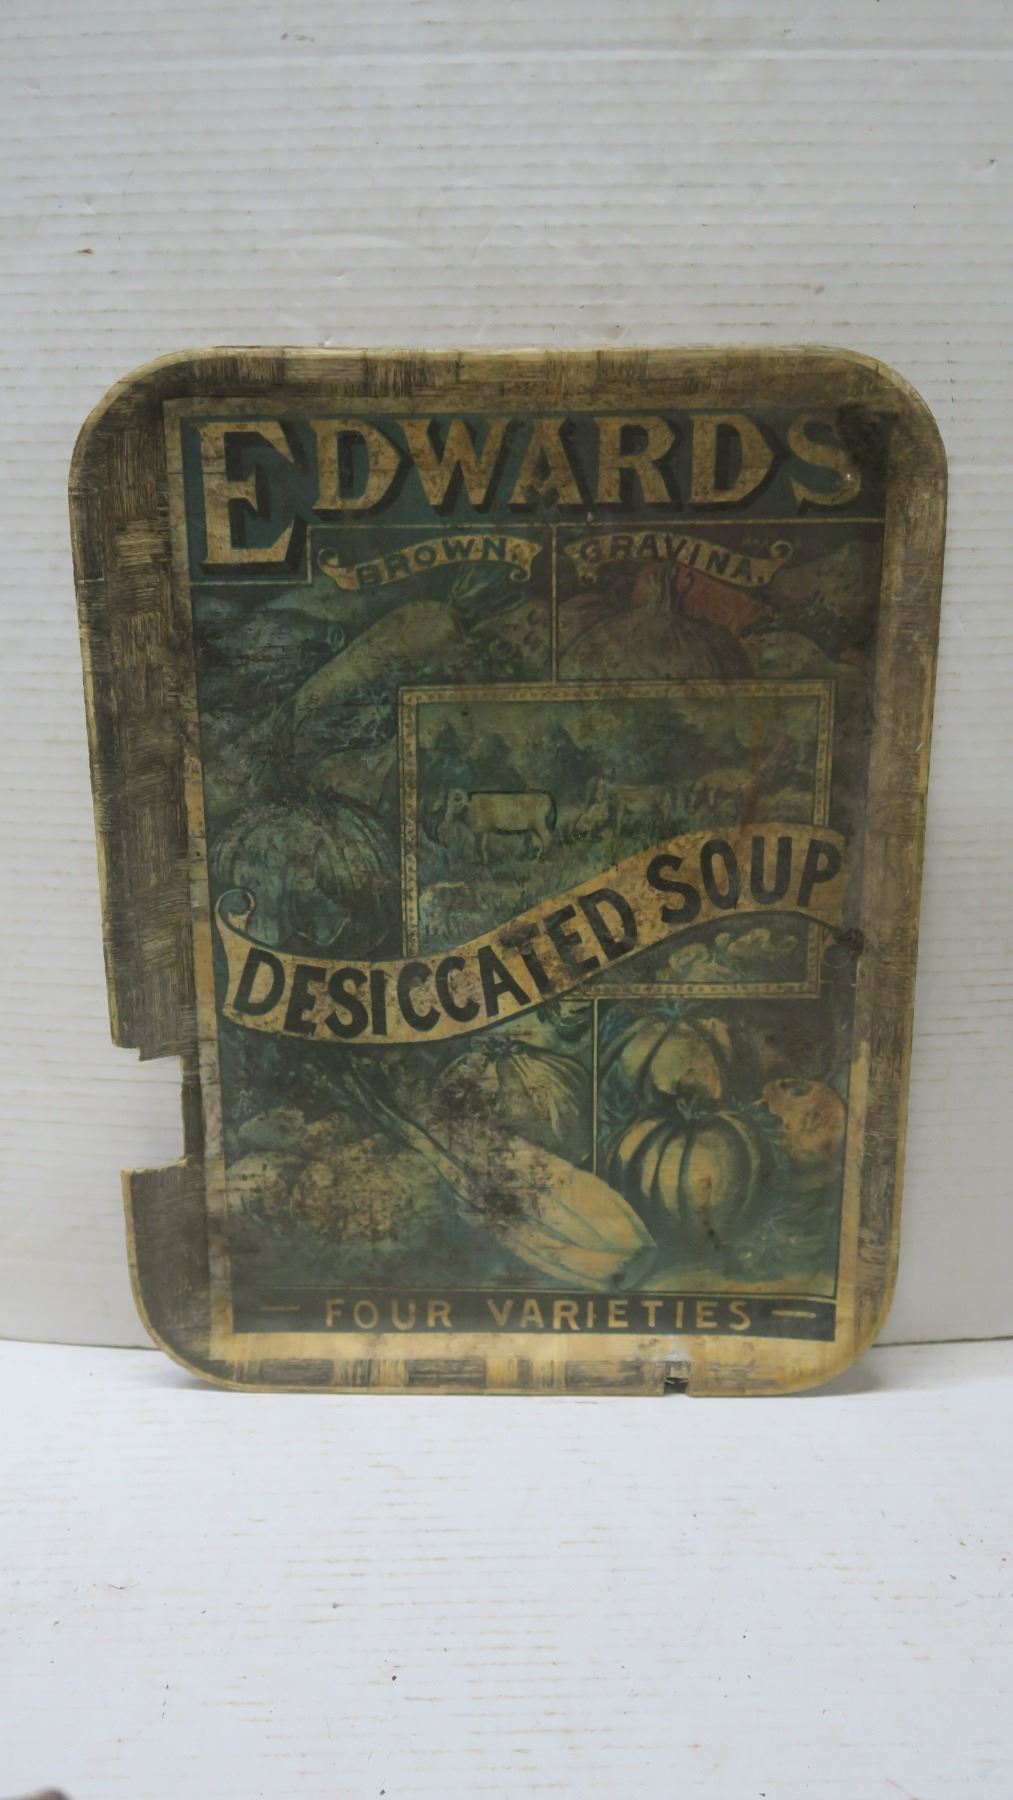 EDWARDS
BROWN.
GRAVINA.
DESICCATED SOUP
— FOUR VARIETIES —